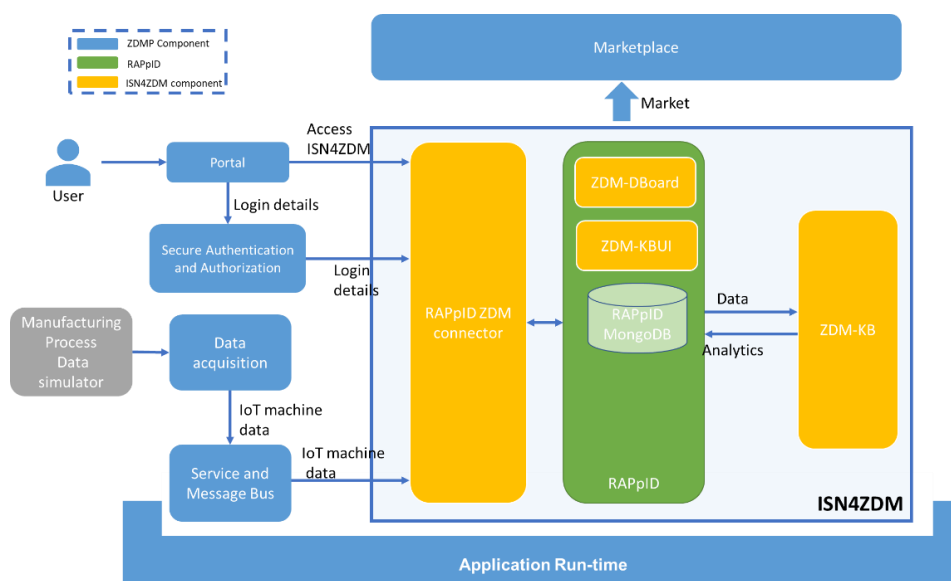 ZDMP Component
RAPpID
ISN4ZDM component
Marketplace
Market
Access
ISN4ZDM
Portal
User
Login details
Secure Authentication
and Authorization
Login
details
Manufacturing
Process
Data
simulator
Data
acquisition
IoT machine
data
Service and
Message Bus
IoT machine
data
RAPpID ZDM
connector
ZDM-DBoard
ZDM-KBUI
RAPpID
MongoDB
RAPpID
Data
Analytics
ZDM-KB
ISN4ZDM
Application Run-time